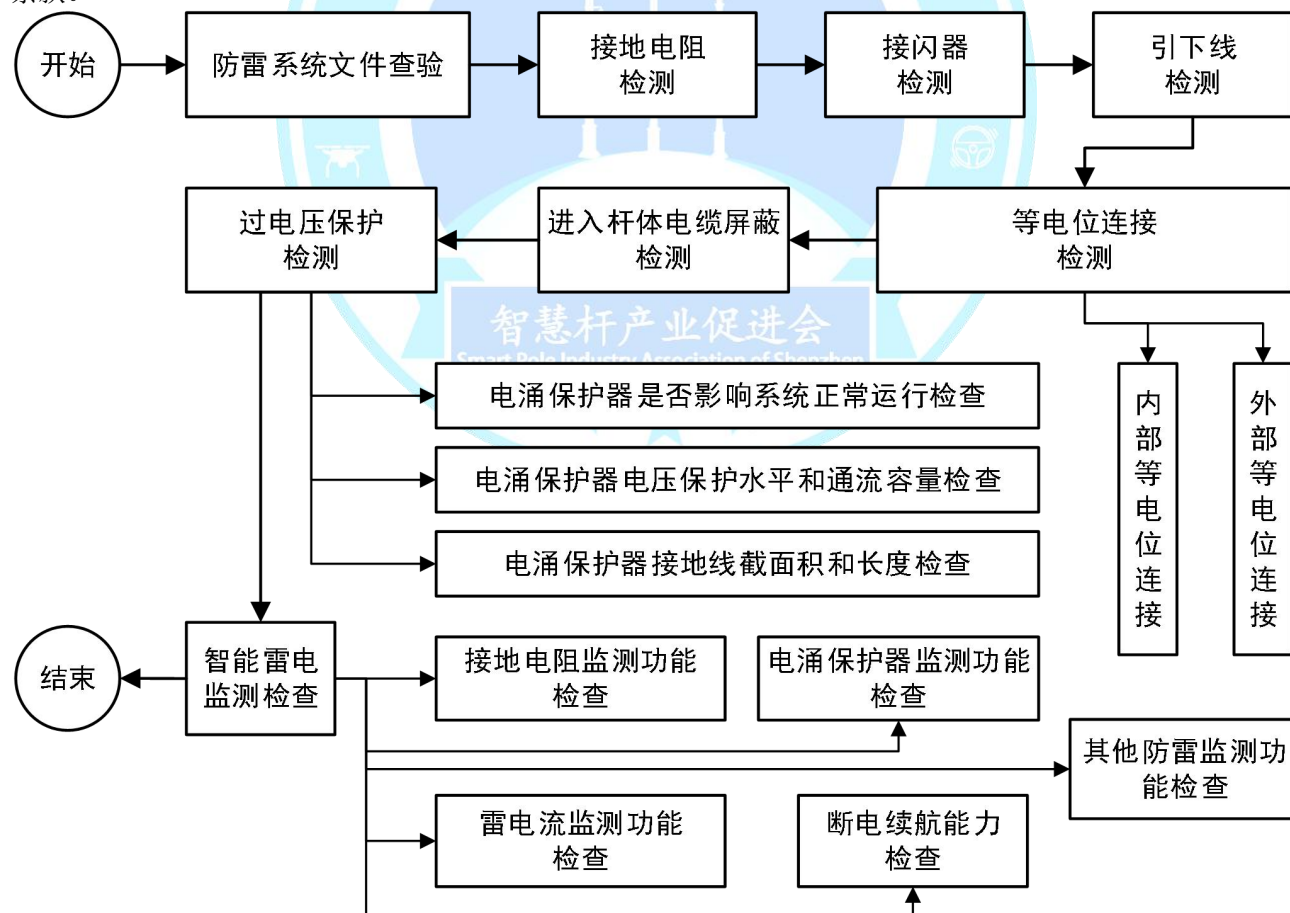 开始
防雷系统文件查验
接地电阻
检测
接闪器
检测
引下线
检测
过电压保护
检测
进入杆体电缆屏蔽
检测
等电位连接
检测
智慧杆产业促进会
Smart Pole Industry Association of Shenzhen
电涌保护器是否影响系统正常运行检查
电涌保护器电压保护水平和通流容量检查
电涌保护器接地线截面积和长度检查
内部等电位连接
外部等电位连接
结束
智能雷电
监测检查
接地电阻监测功能
检查
电涌保护器监测功能
检查
其他防雷监测功
能检查
雷电流监测功能
检查
断电续航能力
检查